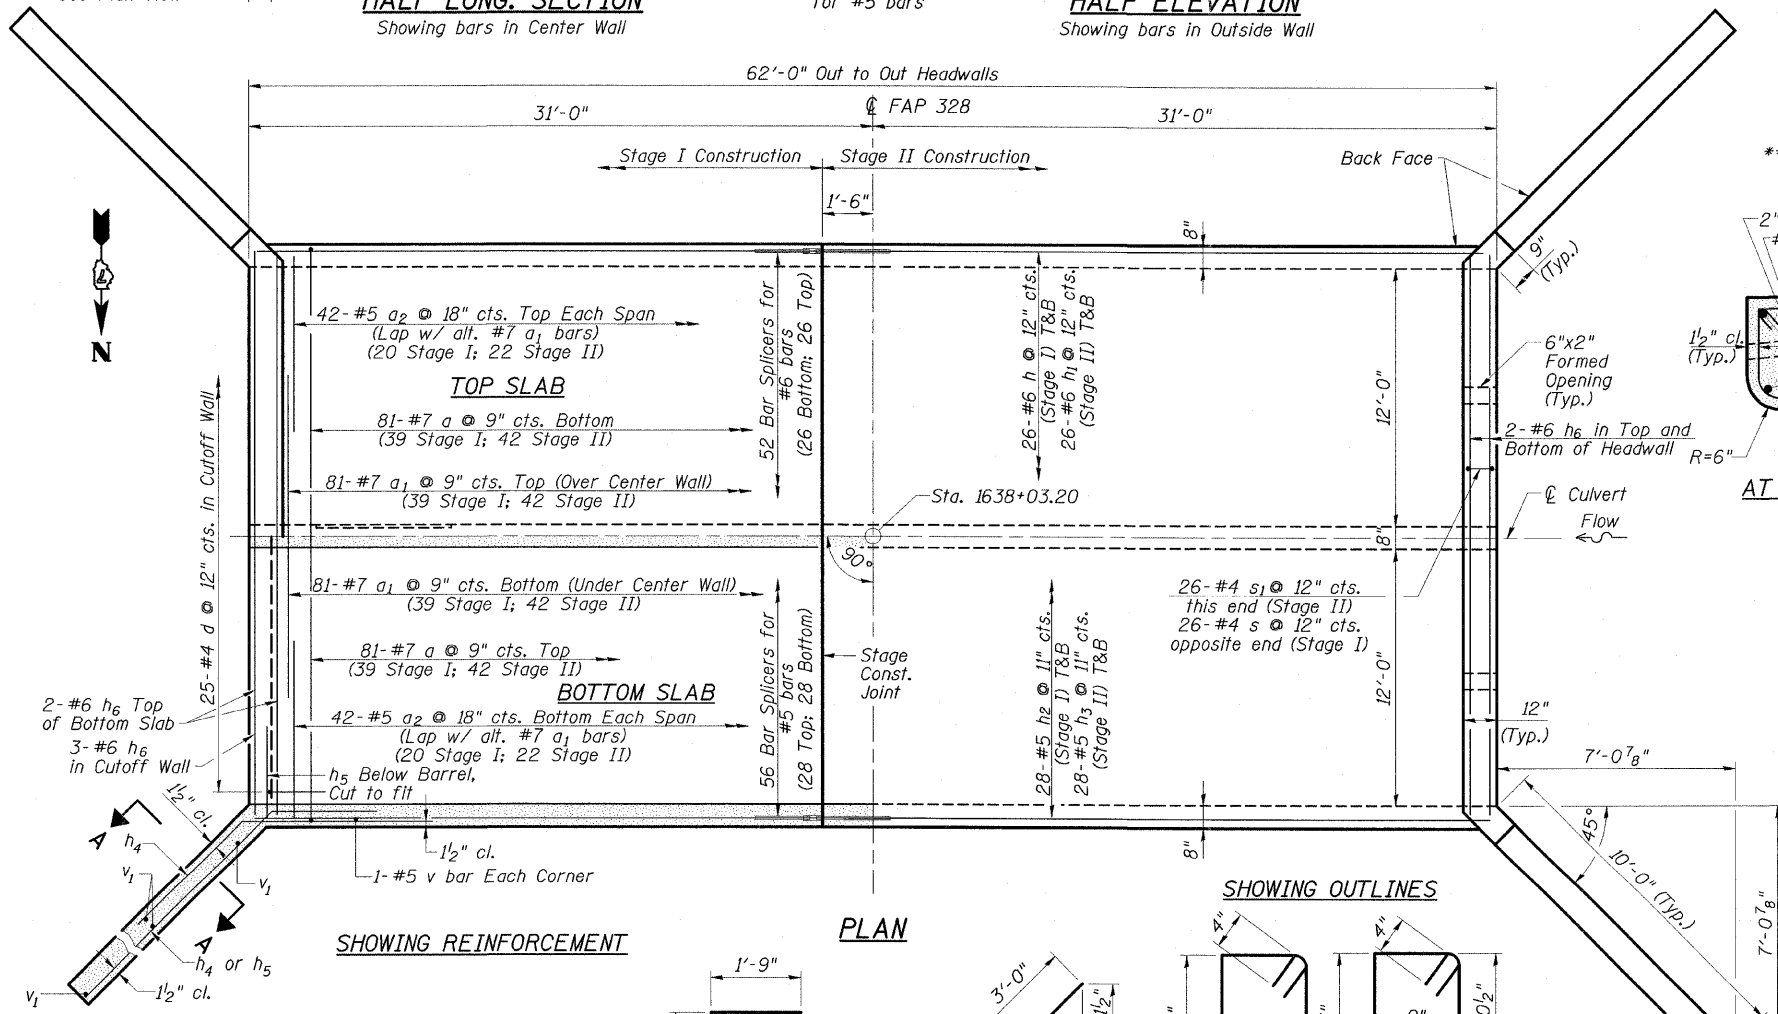 HALF LONG. SECTION
Showing bars in Center Wall
for #5 bars
HALF ELEVATION
Showing bars in Outside Wall
62'-0" Out to Out Headwalls
31'-0"
℄ FAP 328
31'-0"
Stage I Construction
Stage II Construction
Back Face
1'-6"
8"
9"
(Typ.)
N
42-#5 a2 @ 18" cts. Top Each Span
(Lap w/ alt. #7 a1 bars)
(20 Stage I; 22 Stage II)
TOP SLAB
81-#7 a @ 9" cts. Bottom
(39 Stage I; 42 Stage II)
81-#7 a1 @ 9" cts. Top (Over Center Wall)
(39 Stage I; 42 Stage II)
52 Bar Splicers for
#6 bars
(26 Bottom; 26 Top)
26-#6 h @ 12" cts.
(Stage I) T&B
26-#6 h1 @ 12" cts.
(Stage II) T&B
12'-0"
6"x2"
Formed
Opening
(Typ.)
2-#6 h6 in Top and
Bottom of Headwall
2"
1½" cl.
(Typ.)
R=6"
AT
25-#4 d @ 12" cts. in Cutoff Wall
Sta. 1638+03.20
℄ Culvert
Flow
8"
90°
81-#7 a1 @ 9" cts. Bottom (Under Center Wall)
(39 Stage I; 42 Stage II)
81-#7 a @ 9" cts. Top
(39 Stage I; 42 Stage II)
BOTTOM SLAB
42-#5 a2 @ 18" cts. Bottom Each Span
(Lap w/ alt. #7 a1 bars)
(20 Stage I; 22 Stage II)
h5 Below Barrel,
Cut to fit
56 Bar Splicers for
#5 bars
(28 Top; 28 Bottom)
Stage
Const.
Joint
28-#5 h2 @ 11" cts.
(Stage I) T&B
28-#5 h3 @ 11" cts.
(Stage II) T&B
26-#4 s1 @ 12" cts.
this end (Stage II)
26-#4 s @ 12" cts.
opposite end (Stage I)
12'-0"
12"
(Typ.)
7'-0⅞"
2-#6 h6 Top
of Bottom Slab
3-#6 h6
in Cutoff Wall
1½" cl.
A
h4
v1
v1
A
h4 or h5
v1
1½" cl.
1½" cl.
1-#5 v bar Each Corner
8"
45°
10'-0" (Typ.)
7'-0⅞"
SHOWING OUTLINES
PLAN
SHOWING REINFORCEMENT
1'-9"
3'-0"
4"
4"